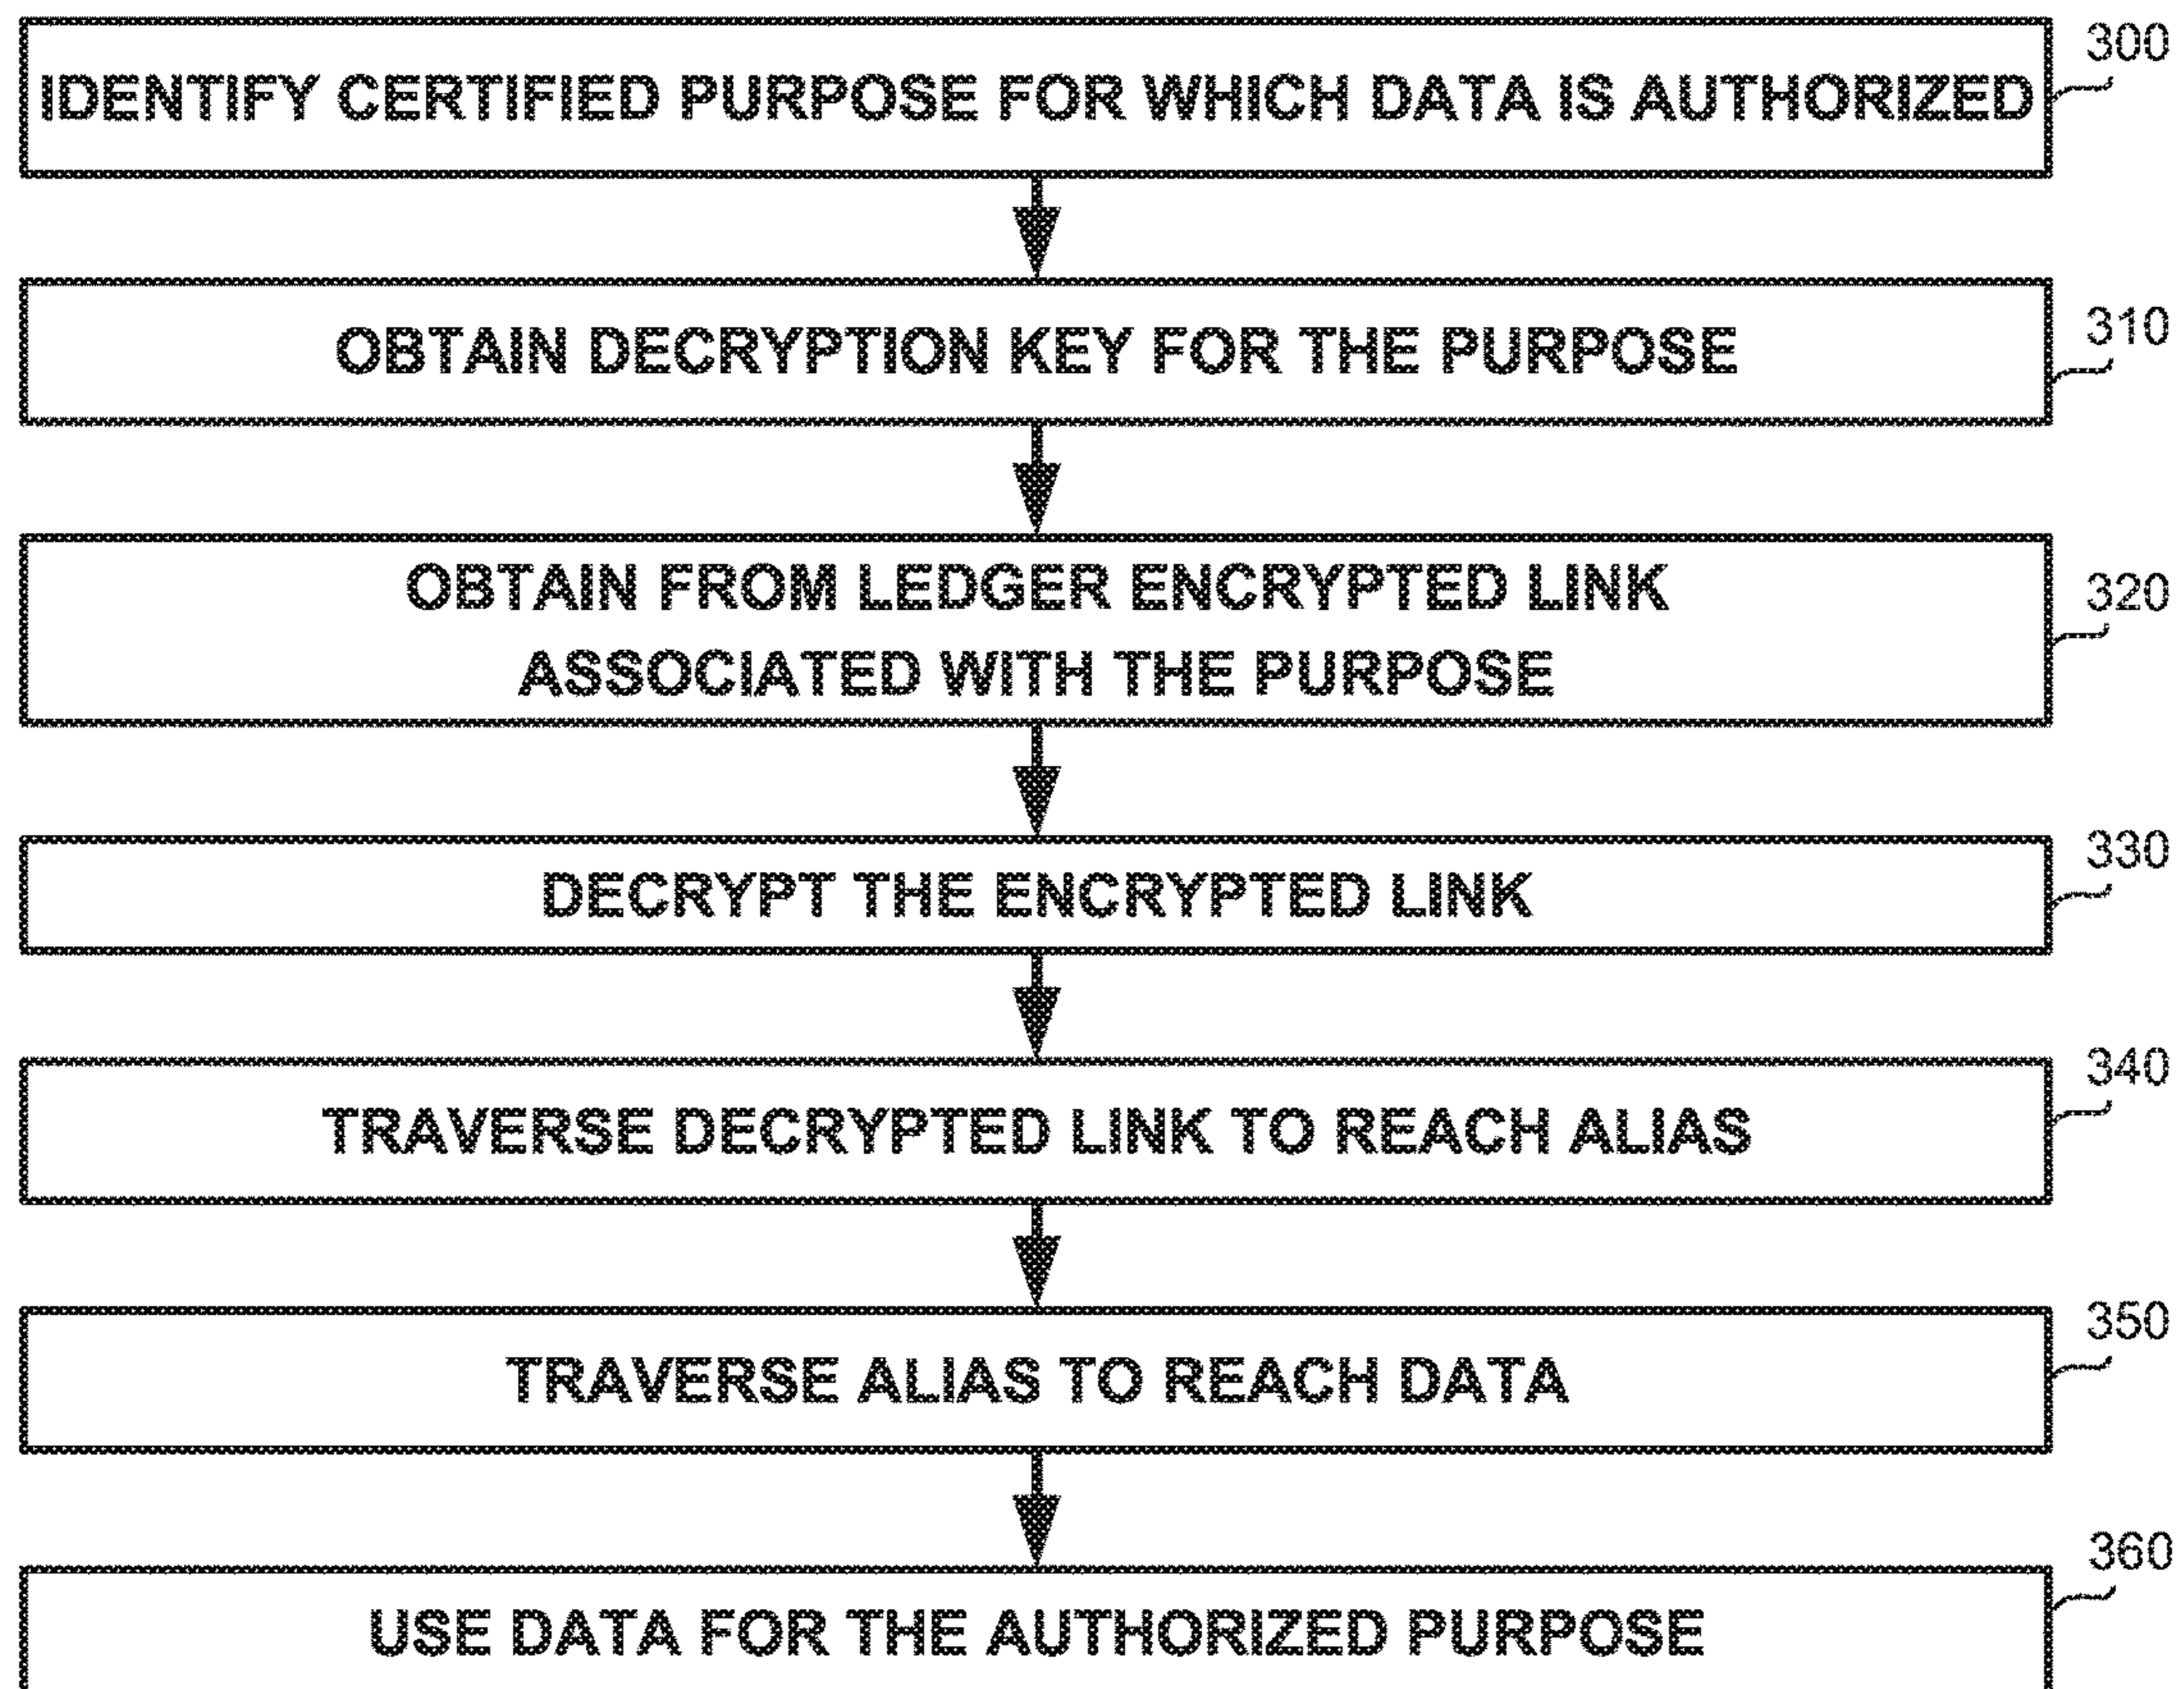 300
IDENTIFY CERTIFIED PURPOSE FOR WHICH DATA IS AUTHORIZED
310
OBTAIN DECRYPTION KEY FOR THE PURPOSE
320
OBTAIN FROM LEDGER ENCRYPTED LINK
ASSOCIATED WITH THE PURPOSE
330
DECRYPT THE ENCRYPTED LINK
340
TRAVERSE DECRYPTED LINK TO REACH ALIAS
350
TRAVERSE ALIAS TO REACH DATA
360
USE DATA FOR THE AUTHORIZED PURPOSE